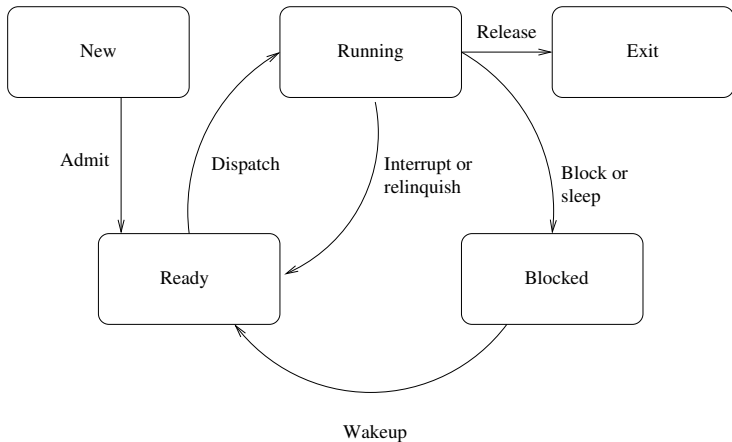 New
Running
Release
Exit
Admit
Dispatch
Interrupt or
relinquish
Block or
sleep
Ready
Blocked
Wakeup